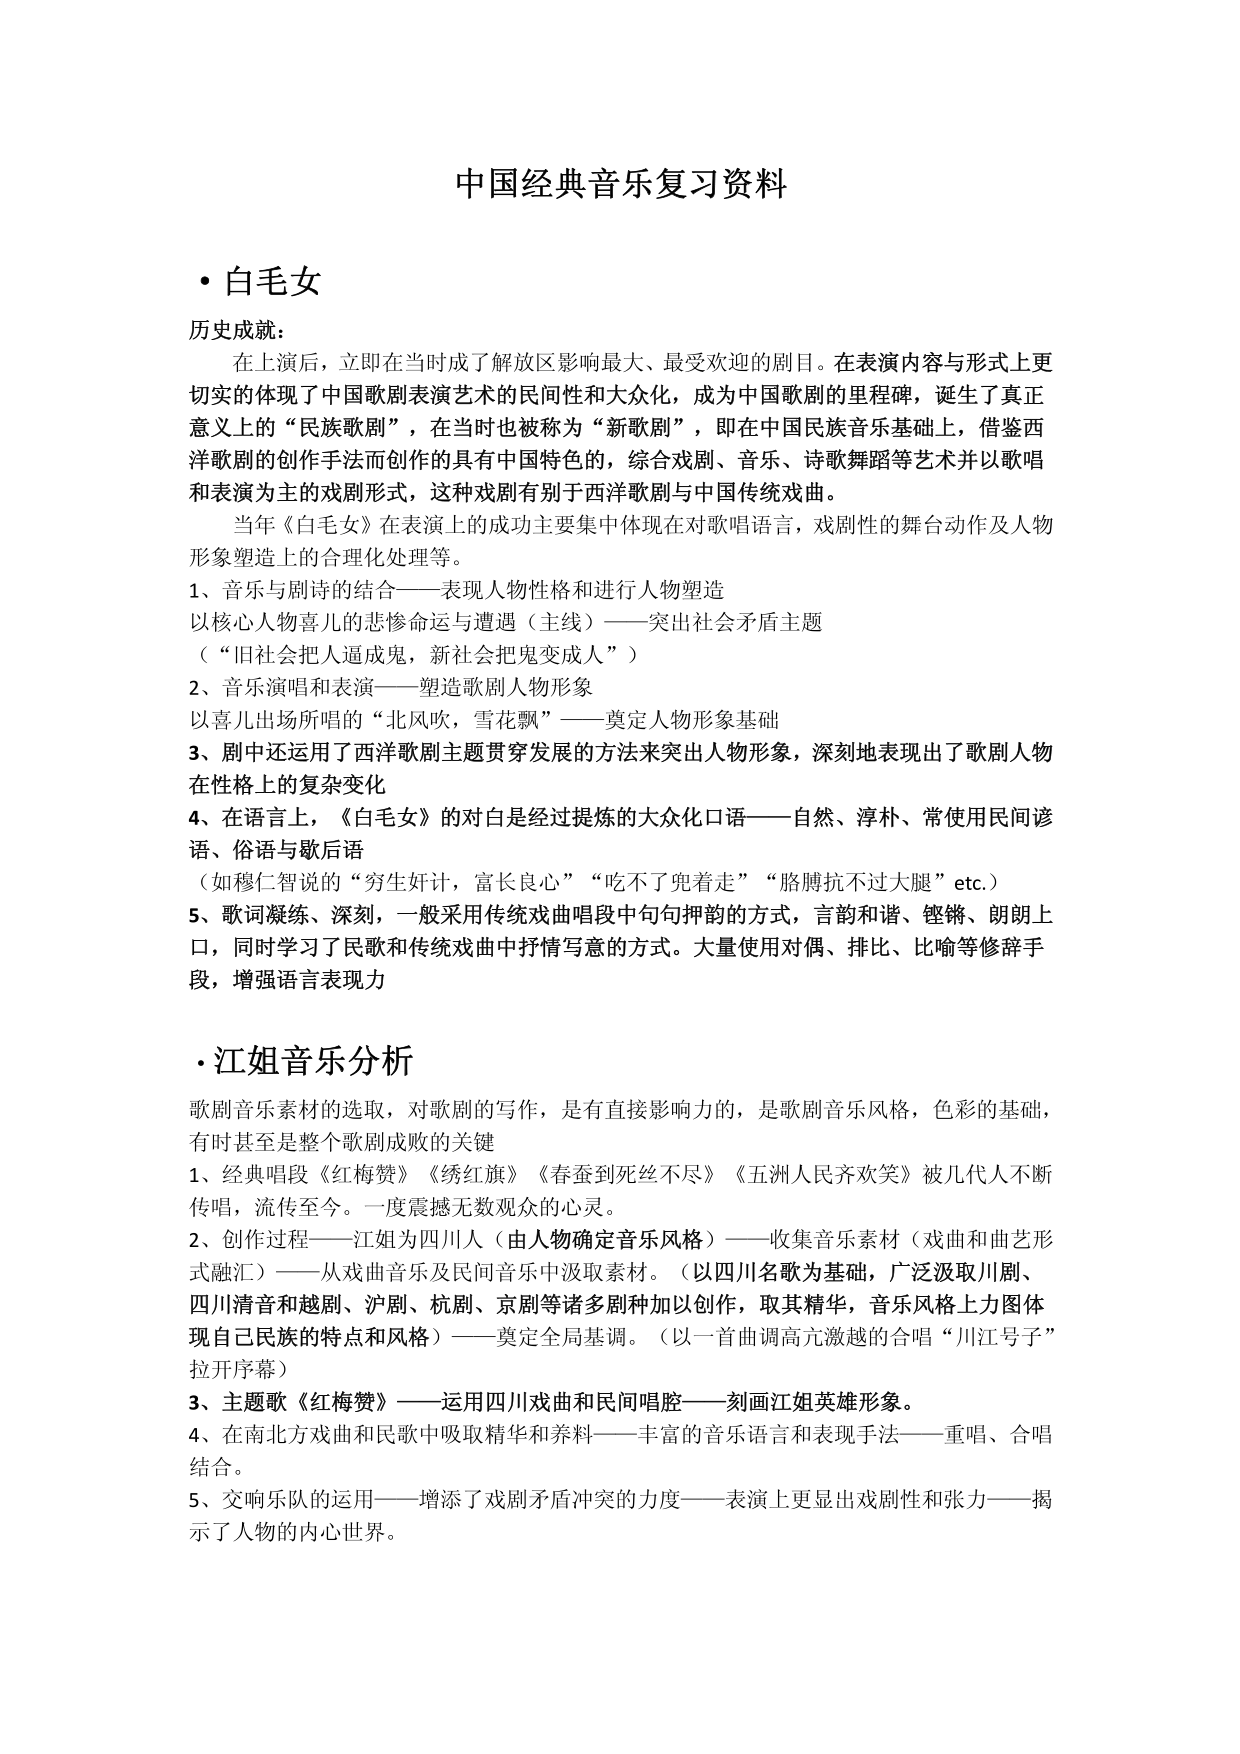 中国经典音乐复习资料
·白毛女
历史成就：
在上演后，立即在当时成了解放区影响最大、最受欢迎的剧目。在表演内容与形式上更
切实的体现了中国歌剧表演艺术的民间性和大众化，成为中国歌剧的里程碑，诞生了真正
意义上的“民族歌剧”，在当时也被称为“新歌剧”，即在中国民族音乐基础上，借鉴西
洋歌剧的创作手法而创作的具有中国特色的，综合戏剧、音乐、诗歌舞蹈等艺术并以歌唱
和表演为主的戏剧形式，这种戏剧有别于西洋歌剧与中国传统戏曲。
当年《白毛女》在表演上的成功主要集中体现在对歌唱语言，戏剧性的舞台动作及人物
形象塑造上的合理化处理等。
1、音乐与剧诗的结合——表现人物性格和进行人物塑造
以核心人物喜儿的悲惨命运与遭遇（主线）——突出社会矛盾主题
（“旧社会把人逼成鬼，新社会把鬼变成人”）
2、音乐演唱和表演——塑造歌剧人物形象
以喜儿出场所唱的“北风吹，雪花飘”——奠定人物形象基础
3、剧中还运用了西洋歌剧主题贯穿发展的方法来突出人物形象，深刻地表现出了歌剧人物
在性格上的复杂变化
4、在语言上，《白毛女》的对白是经过提炼的大众化口语——自然、淳朴、常使用民间谚
语、俗语与歇后语
（如穆仁智说的“穷生奸计，富长良心”“吃不了兜着走”“胳膊抗不过大腿”etc.）
5、歌词凝练、深刻，一般采用传统戏曲唱段中句句押韵的方式，言韵和谐、铿锵、朗朗上
口，同时学习了民歌和传统戏曲中抒情写意的方式。大量使用对偶、排比、比喻等修辞手
段，增强语言表现力
·江姐音乐分析
歌剧音乐素材的选取，对歌剧的写作，是有直接影响力的，是歌剧音乐风格，色彩的基础，
有时甚至是整个歌剧成败的关键
1、经典唱段《红梅赞》《绣红旗》《春蚕到死丝不尽》《五洲人民齐欢笑》被几代人不断
传唱，流传至今。一度震撼无数观众的心灵。
2、创作过程——江姐为四川人（由人物确定音乐风格）——收集音乐素材（戏曲和曲艺形
式融汇）——从戏曲音乐及民间音乐中汲取素材。（以四川名歌为基础，广泛汲取川剧、
四川清音和越剧、沪剧、杭剧、京剧等诸多剧种加以创作，取其精华，音乐风格上力图体
现自己民族的特点和风格）——奠定全局基调。（以一首曲调高亢激越的合唱“川江号子”
拉开序幕）
3、主题歌《红梅赞》——运用四川戏曲和民间唱腔——刻画江姐英雄形象。
4、在南北方戏曲和民歌中吸取精华和养料——丰富的音乐语言和表现手法——重唱、合唱
结合。
5、交响乐队的运用——增添了戏剧矛盾冲突的力度——表演上更显出戏剧性和张力——揭
示了人物的内心世界。